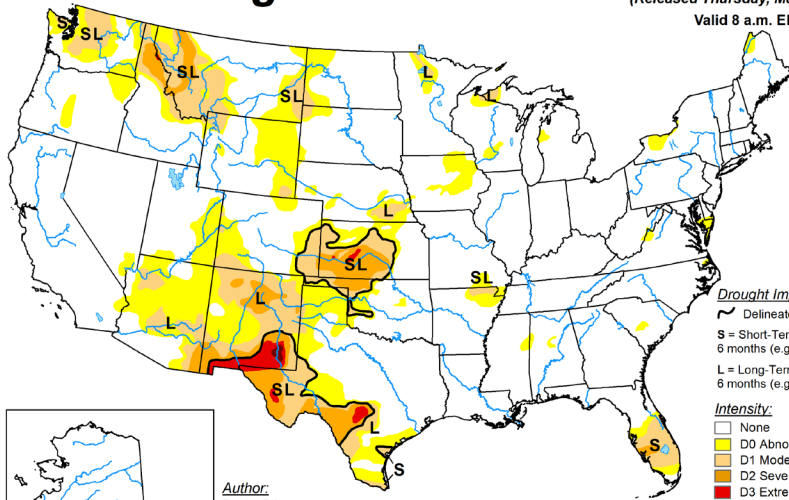 (Released Thursday, Ma
Valid 8 a.m. E
S
SL
SL
L
SL
L
L
SL
SL
L
L
SL
L
S
S
Drought Im
Delineate
S = Short-Ter
6 months (e.g
L = Long-Ter
6 months (e.g
Intensity:
None
D0 Abno
D1 Mode
D2 Seve
D3 Extre
Author: